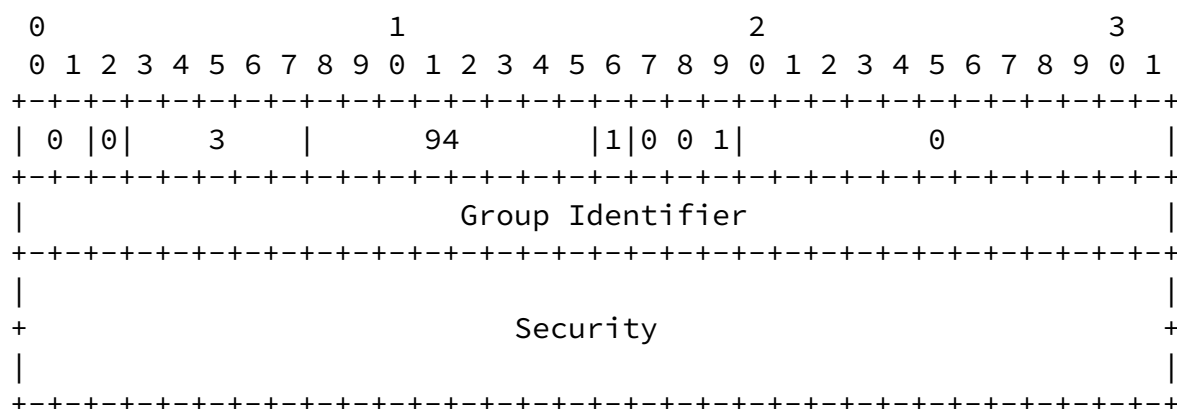 0                   1                   2                   3
 0 1 2 3 4 5 6 7 8 9 0 1 2 3 4 5 6 7 8 9 0 1 2 3 4 5 6 7 8 9 0 1
+-+-+-+-+-+-+-+-+-+-+-+-+-+-+-+-+-+-+-+-+-+-+-+-+-+-+-+-+-+-+-+-+
| 0 |0|    3    |      94       |1|0 0 1|          0            |
+-+-+-+-+-+-+-+-+-+-+-+-+-+-+-+-+-+-+-+-+-+-+-+-+-+-+-+-+-+-+-+-+
|                        Group Identifier                       |
+-+-+-+-+-+-+-+-+-+-+-+-+-+-+-+-+-+-+-+-+-+-+-+-+-+-+-+-+-+-+-+-+
|                                                               |
+                           Security                            +
|                                                               |
+-+-+-+-+-+-+-+-+-+-+-+-+-+-+-+-+-+-+-+-+-+-+-+-+-+-+-+-+-+-+-+-+